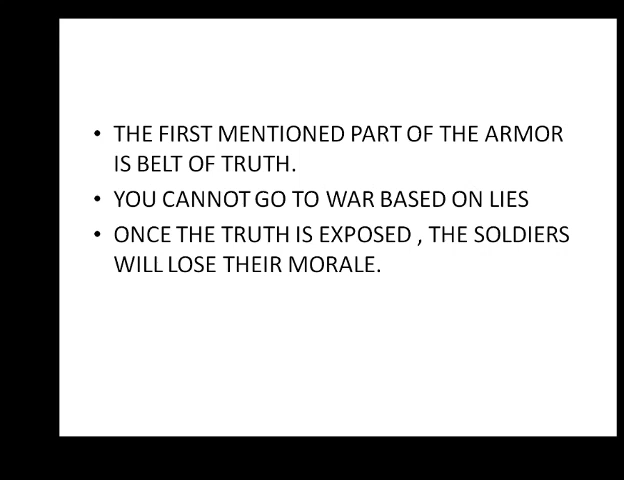 • THE FIRST MENTIONED PART OF THE ARMOR
IS BELT OF TRUTH.
• YOU CANNOT GO TO WAR BASED ON LIES
• ONCE THE TRUTH IS EXPOSED , THE SOLDIERS
WILL LOSE THEIR MORALE.